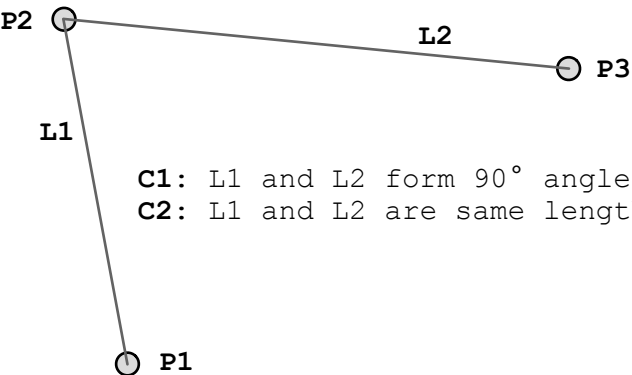 P2
L2
P3
L1
C1: L1 and L2 form 90° angle
C2: L1 and L2 are same lengt
P1